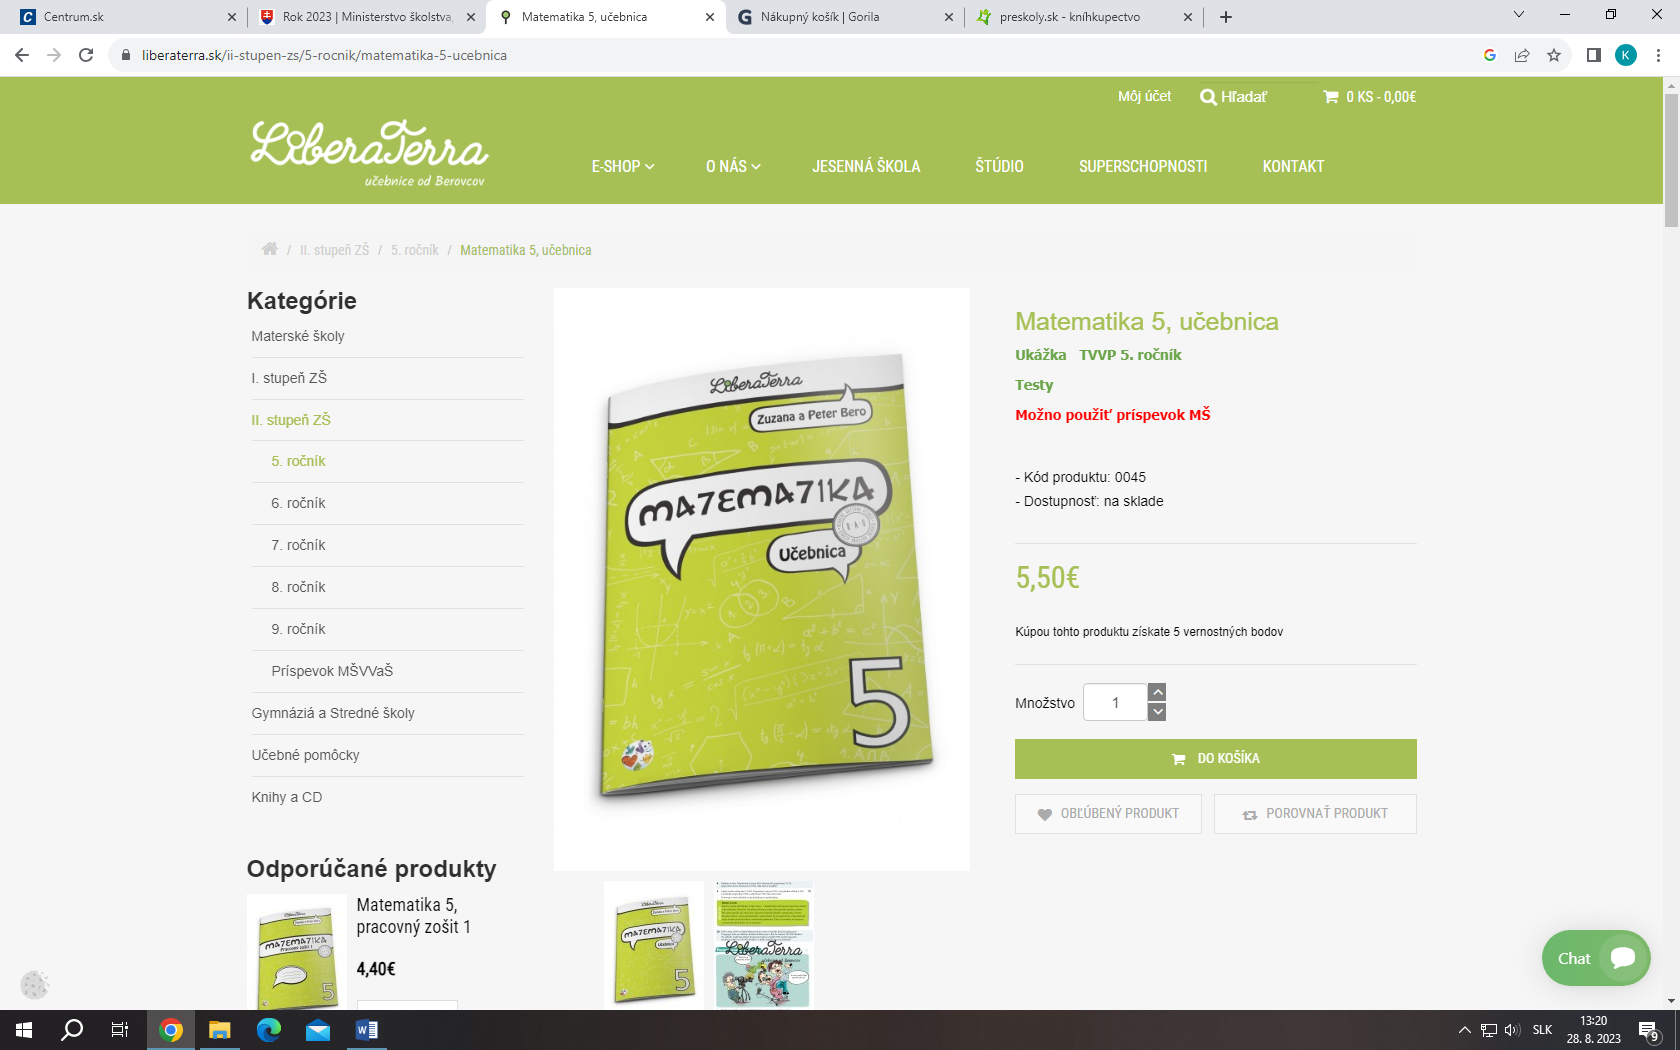 Centrum.sk
Rok 2023 | Ministerstvo školstva,
Matematika 5, učebnica
Nákupný košík | Gorila
preskoly.sk - kníhkupectvo
liberaterra.sk/ii-stupen-zs/5-rocnik/matematika-5-ucebnica
K
Môj účet
Hľadať
0 KS - 0,00€
LiberaTerra
učebnice od Berovcov
E-SHOP
O NÁS
JESENNÁ ŠKOLA
ŠTÚDIO
SUPERSCHOPNOSTI
KONTAKT
/ II. stupeň ZŠ / 5. ročník / Matematika 5, učebnica
Kategórie
Materské školy
I. stupeň ZŠ
II. stupeň ZŠ
5. ročník
6. ročník
7. ročník
8. ročník
9. ročník
Príspevok MŠVVaŠ
Gymnáziá a Stredné školy
Učebné pomôcky
Knihy a CD
Odporúčané produkty
Matematika 5,
pracovný zošit 1
4,40€
LiberaTerra
Zuzana a Peter Bero
MATEMATIKA
Učebnica
5
Matematika 5, učebnica
Ukážka TVVP 5. ročník
Testy
Možno použiť príspevok MŠ
- Kód produktu: 0045
- Dostupnosť: na sklade
5,50€
Kúpou tohto produktu získate 5 vernostných bodov
Množstvo 1
DO KOŠÍKA
OBĽÚBENÝ PRODUKT
POROVNAŤ PRODUKT
LiberaTerra
MATEMATIKA
5
MATEMATIKA
5
LiberaTerra
Chat
SLK
13:20
28. 8. 2023
9